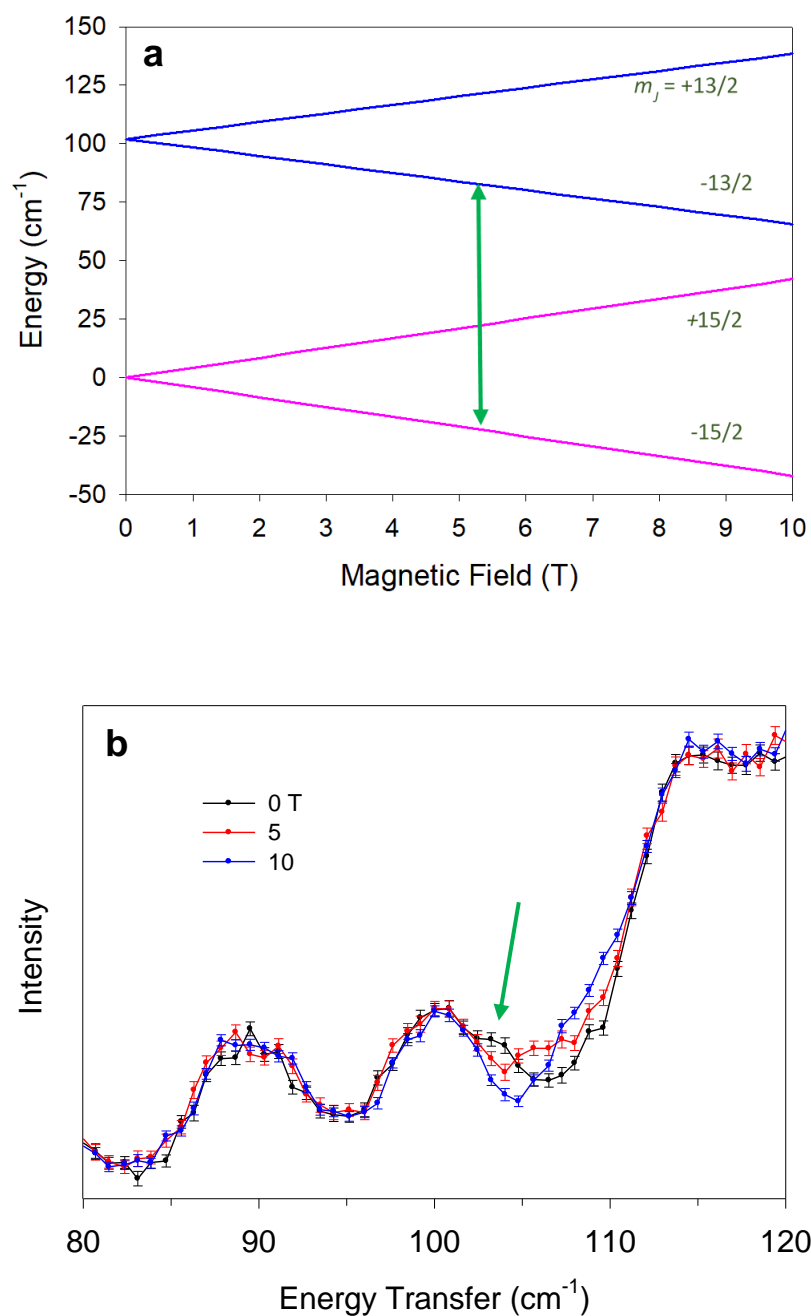 a
150
125
100
75
50
25
0
-25
-50
Energy (cm⁻¹)
m_J = +13/2
-13/2
+15/2
-15/2
0 1 2 3 4 5 6 7 8 9 10
Magnetic Field (T)
b
0 T
5
10
Intensity
80 90 100 110 120
Energy Transfer (cm⁻¹)